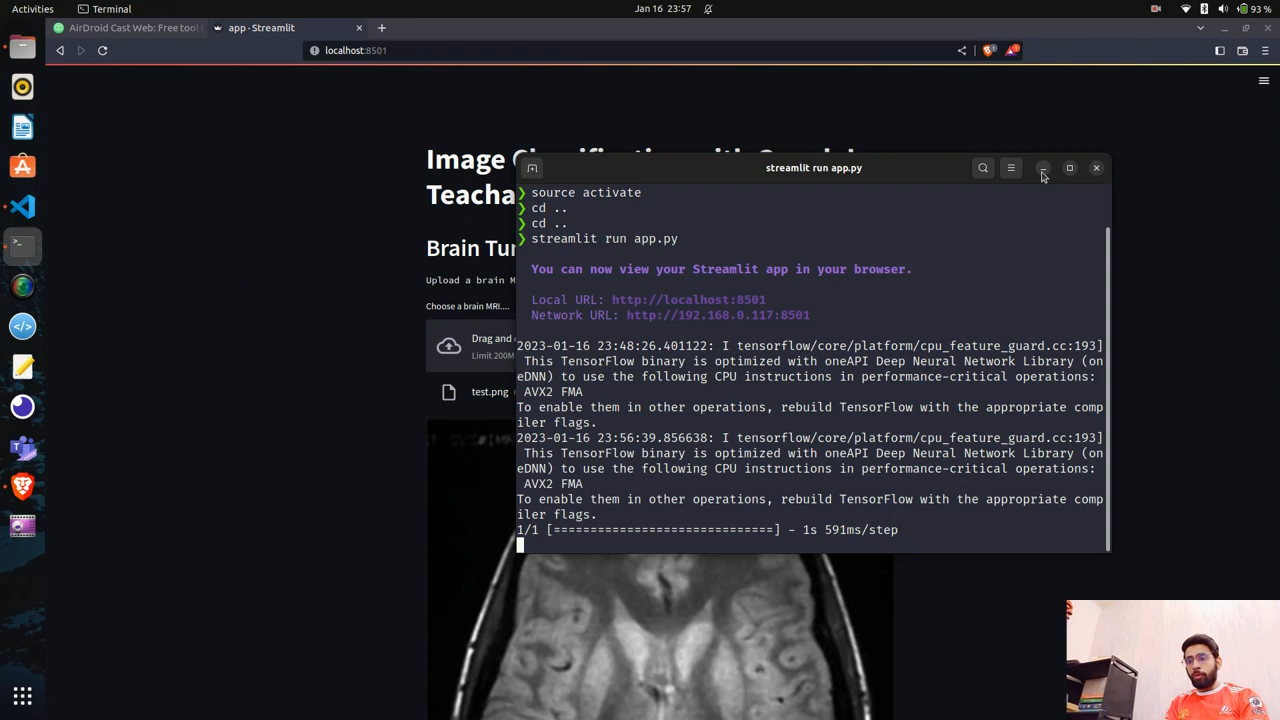 Activities
Terminal
Jan 16 23:57
93 %
AirDroid Cast Web: Free tool
app · Streamlit
localhost:8501
Image
Teacha
Brain Tu
Upload a brain M
Choose a brain MRI....
Drag and
Limit 200M
test.png
streamlit run app.py
❯ source activate
❯ cd ..
❯ cd ..
❯ streamlit run app.py
You can now view your Streamlit app in your browser.
Local URL: http://localhost:8501
Network URL: http://192.168.0.117:8501
2023-01-16 23:48:26.401122: I tensorflow/core/platform/cpu_feature_guard.cc:193]
This TensorFlow binary is optimized with oneAPI Deep Neural Network Library (on
eDNN) to use the following CPU instructions in performance-critical operations:
AVX2 FMA
To enable them in other operations, rebuild TensorFlow with the appropriate comp
iler flags.
2023-01-16 23:56:39.856638: I tensorflow/core/platform/cpu_feature_guard.cc:193]
This TensorFlow binary is optimized with oneAPI Deep Neural Network Library (on
eDNN) to use the following CPU instructions in performance-critical operations:
AVX2 FMA
To enable them in other operations, rebuild TensorFlow with the appropriate comp
iler flags.
1/1 [==============================] - 1s 591ms/step